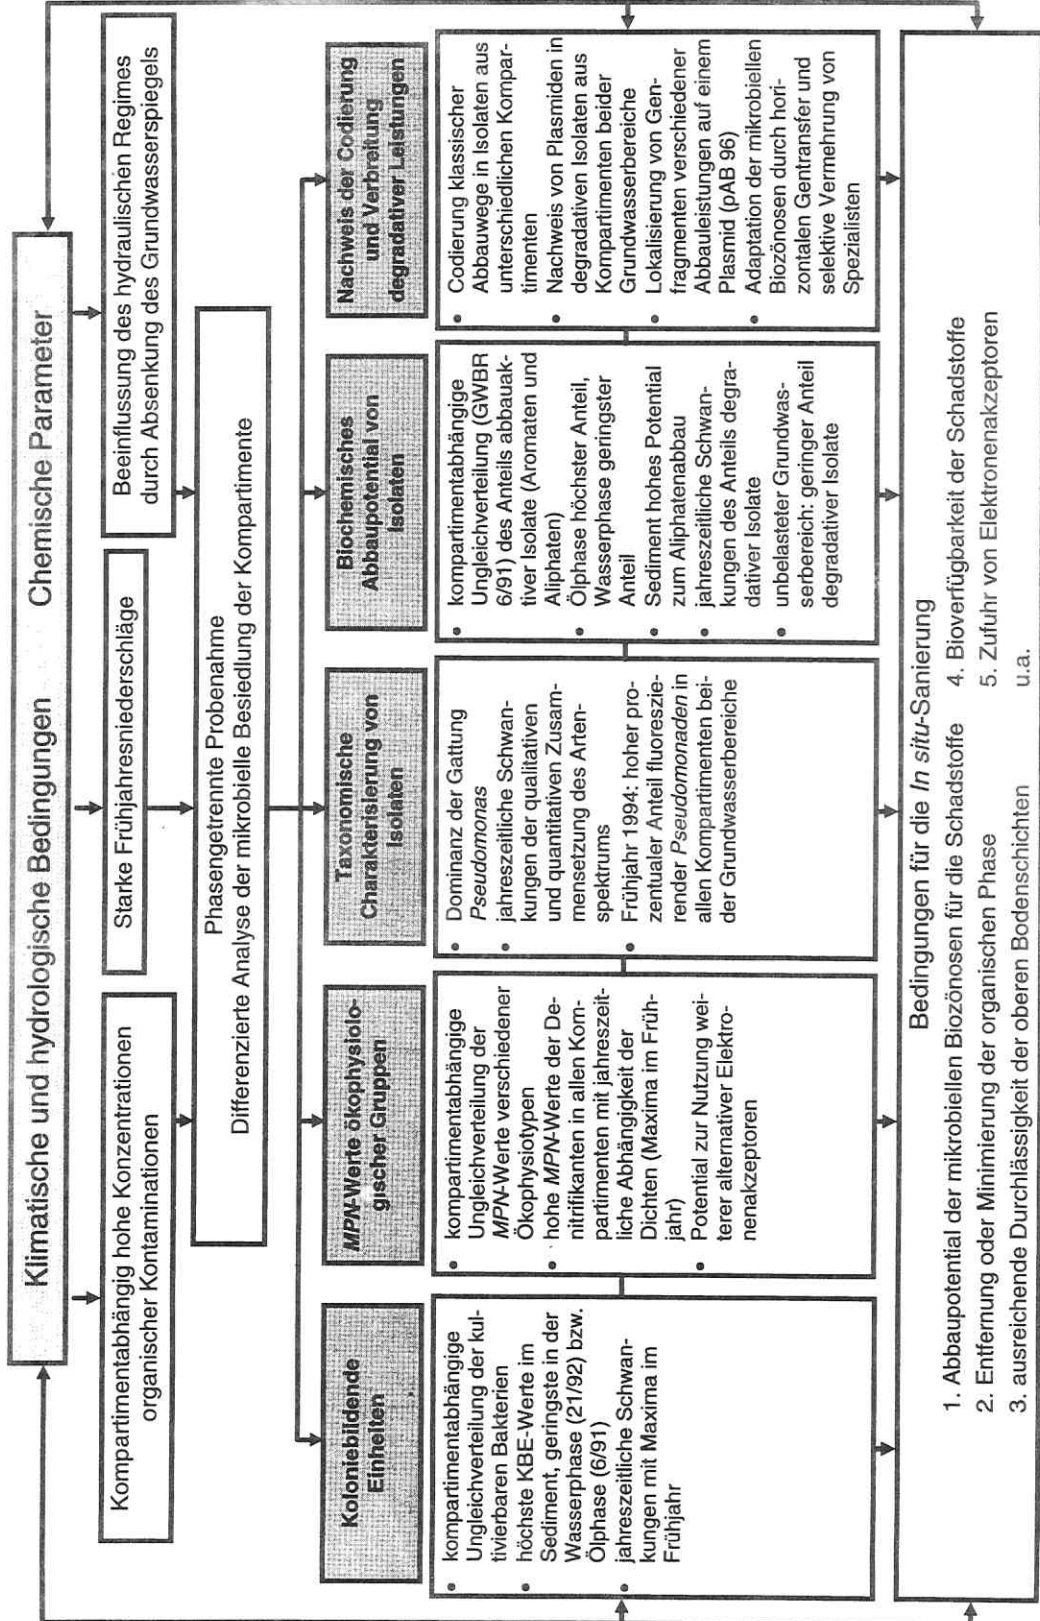 Klimatische und hydrologische Bedingungen Chemische Parameter
Kompartimentabhängig hohe Konzentrationen
organischer Kontaminationen
Starke Frühjahresniederschläge
Beeinflussung des hydraulischen Regimes
durch Absenkung des Grundwasserspiegels
Phasengetrennte Probenahme
Differenzierte Analyse der mikrobielle Besiedlung der Kompartimente
Koloniebildende
Einheiten
• kompartimentabhängige
Ungleichverteilung der kul-
tivierbaren Bakterien
• höchste KBE-Werte im
Sediment, geringste in der
Wasserphase (21/92) bzw.
Ölphase (6/91)
• jahreszeitliche Schwan-
kungen mit Maxima im
Frühjahr
MPN-Werte ökophysiolo-
gischer Gruppen
• kompartimentabhängige
Ungleichverteilung der
MPN-Werte verschiedener
Ökophysiotypen
• hohe MPN-Werte der De-
nitrifikanten in allen Kom-
partimenten mit jahreszeit-
liche Abhängigkeit der
Dichten (Maxima im Früh-
jahr)
• Potential zur Nutzung wei-
terer alternativer Elektro-
nenakzeptoren
Taxonomische
Charakterisierung von
Isolaten
• Dominanz der Gattung
Pseudomonas
• jahreszeitliche Schwan-
kungen der qualitativen
und quantitativen Zusam-
mensetzung des Arten-
spektrums
• Frühjahr 1994: hoher pro-
zentualer Anteil fluoreszie-
render Pseudomonaden in
allen Kompartimenten bei-
der Grundwasserbereiche
Biochemisches
Abbaupotential von
Isolaten
• kompartimentabhängige
Ungleichverteilung (GWBR
6/91) des Anteils abbauak-
tiver Isolate (Aromaten und
Aliphaten)
• Ölphase höchster Anteil,
Wasserphase geringster
Anteil
• Sediment hohes Potential
zum Aliphatenabbau
• jahreszeitliche Schwan-
kungen des Anteils degra-
dativer Isolate
• unbelasteter Grundwas-
serbereich: geringer Anteil
degradativer Isolate
Nachweis der Codierung
und Verbreitung
degradativer Leistungen
• Codierung klassischer
Abbauwege in Isolaten aus
unterschiedlichen Kompar-
timenten
• Nachweis von Plasmiden in
degradativen Isolaten aus
Kompartimenten beider
Grundwasserbereiche
• Lokalisierung von Gen-
fragmenten verschiedener
Abbauleistungen auf einem
Plasmid (pAB 96)
• Adaptation der mikrobiellen
Biozönosen durch hori-
zontalen Gentransfer und
selektive Vermehrung von
Spezialisten
Bedingungen für die In situ-Sanierung
1. Abbaupotential der mikrobiellen Biozönosen für die Schadstoffe
2. Entfernung oder Minimierung der organischen Phase
3. ausreichende Durchlässigkeit der oberen Bodenschichten
4. Bioverfügbarkeit der Schadstoffe
5. Zufuhr von Elektronenakzeptoren
u.a.